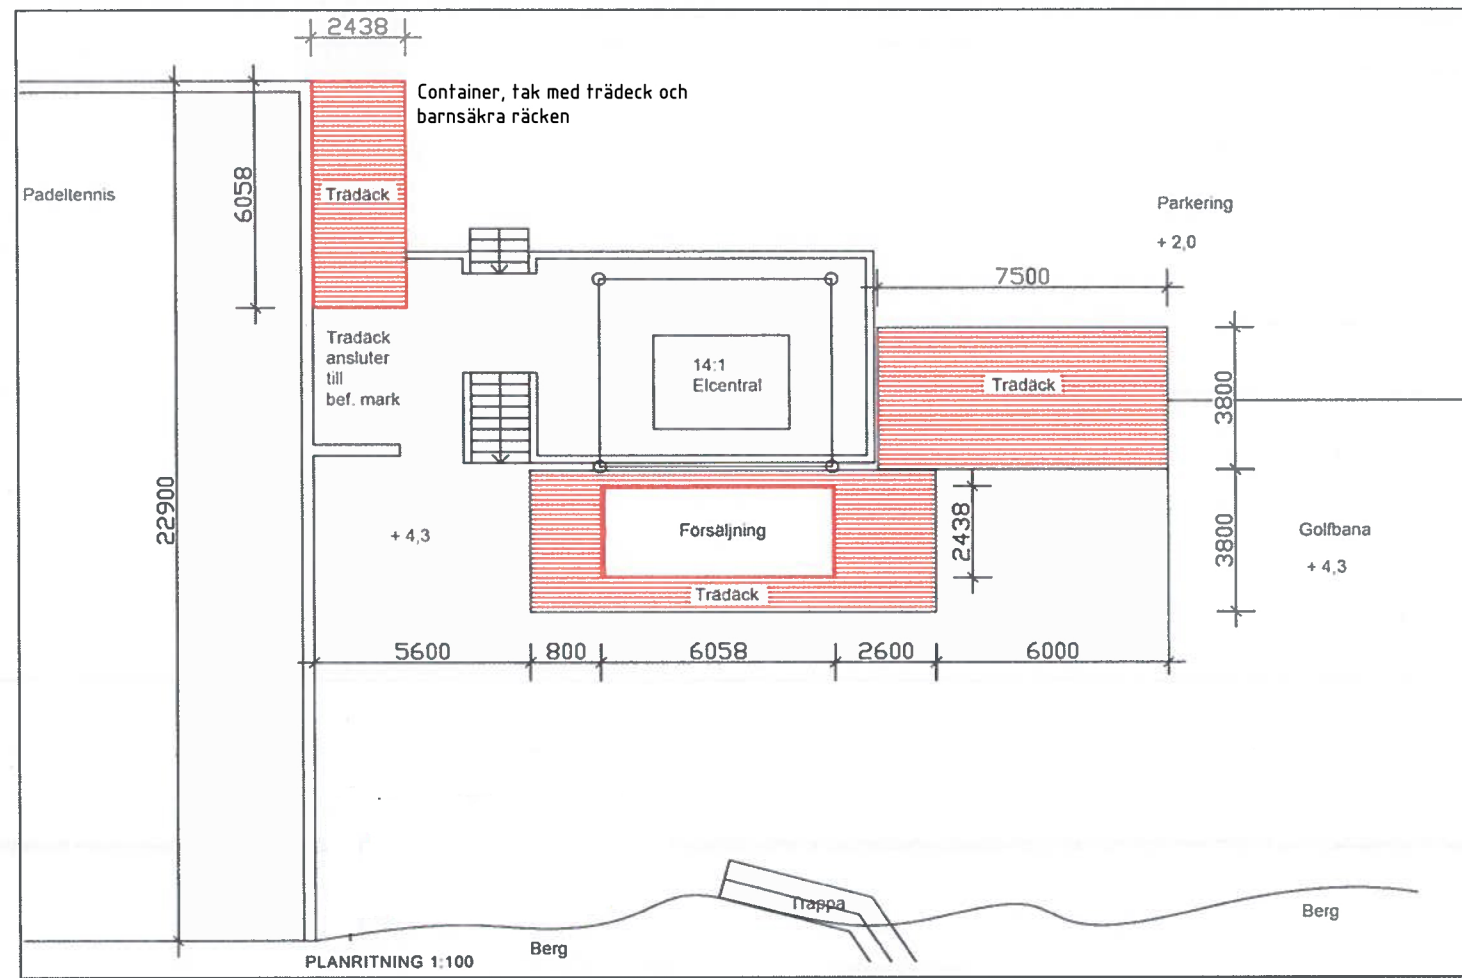 2438
Container, tak med trädeck och
barnsäkra räcken
Padeltennis
6058
Trädäck
Parkering
+ 2,0
7500
Trädäck
ansluter
till
bef. mark
14:1
Elcentral
Trädäck
3800
22900
+ 4,3
Försäljning
2438
3800
Golfbana
+ 4,3
Trädäck
5600
800
6058
2600
6000
Trappa
Berg
Berg
PLANRITNING 1:100